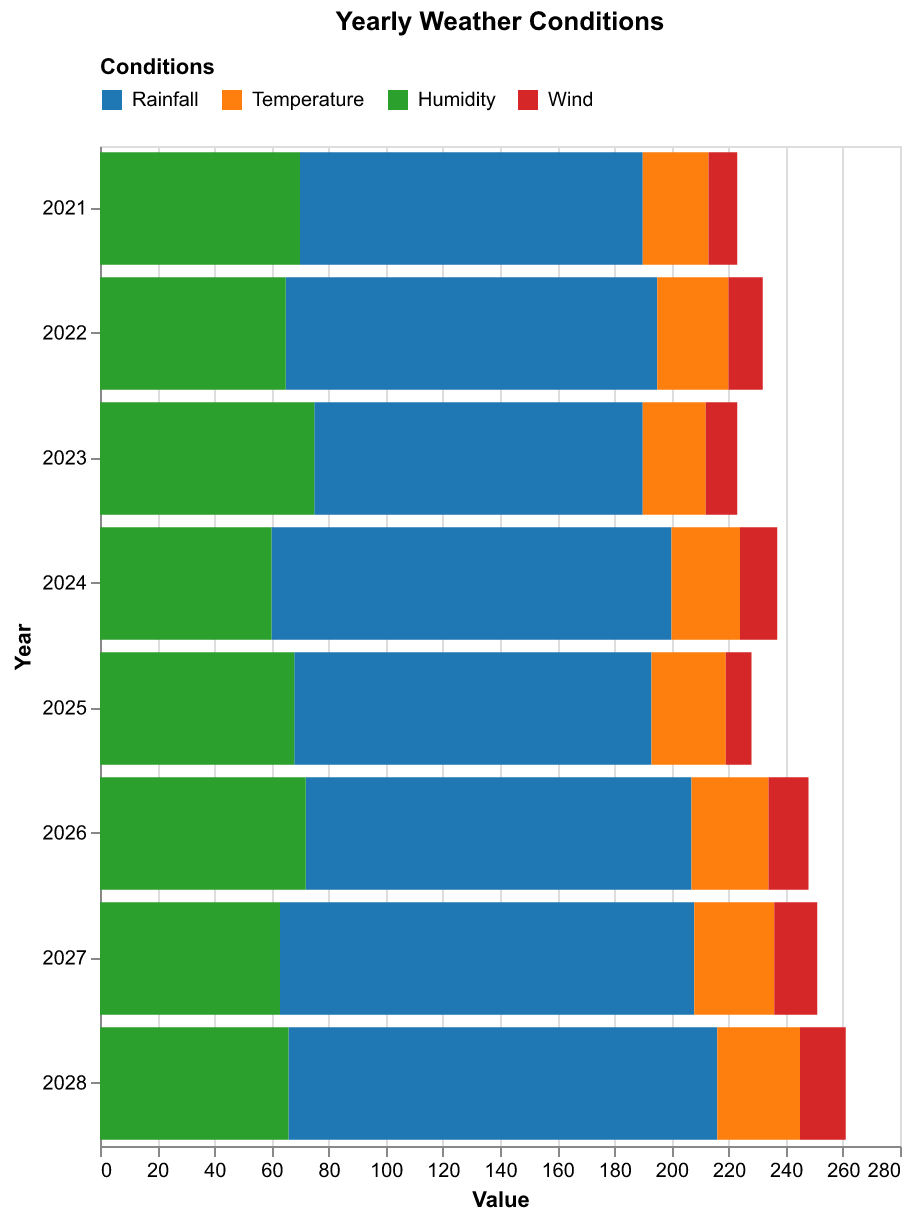 Yearly Weather Conditions
Conditions
Rainfall Temperature Humidity Wind
2021
2022
2023
2024
2025
2026
2027
2028
Year
0 20 40 60 80 100 120 140 160 180 200 220 240 260 280
Value